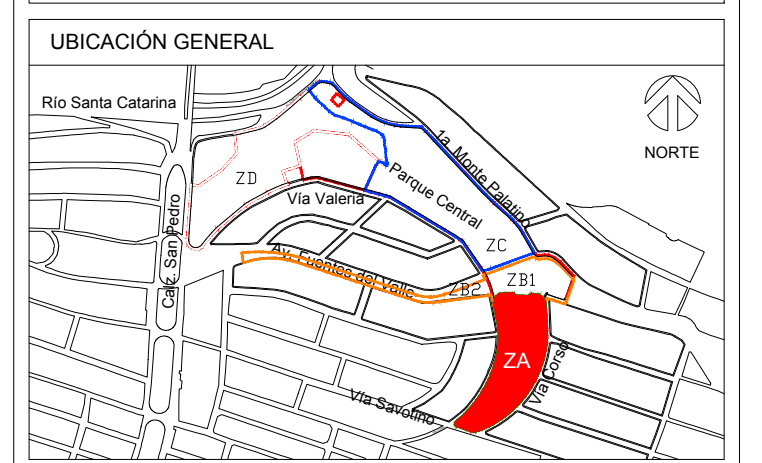 UBICACIÓN GENERAL
Río Santa Catarina
NORTE
1a. Monte Palatino
ZD
Parque Central
Vía Valeria
Calz. San Pedro
ZC
Av. Fuentes del Valle
ZB2
ZB1
ZA
Vía Corso
Vía Savotino